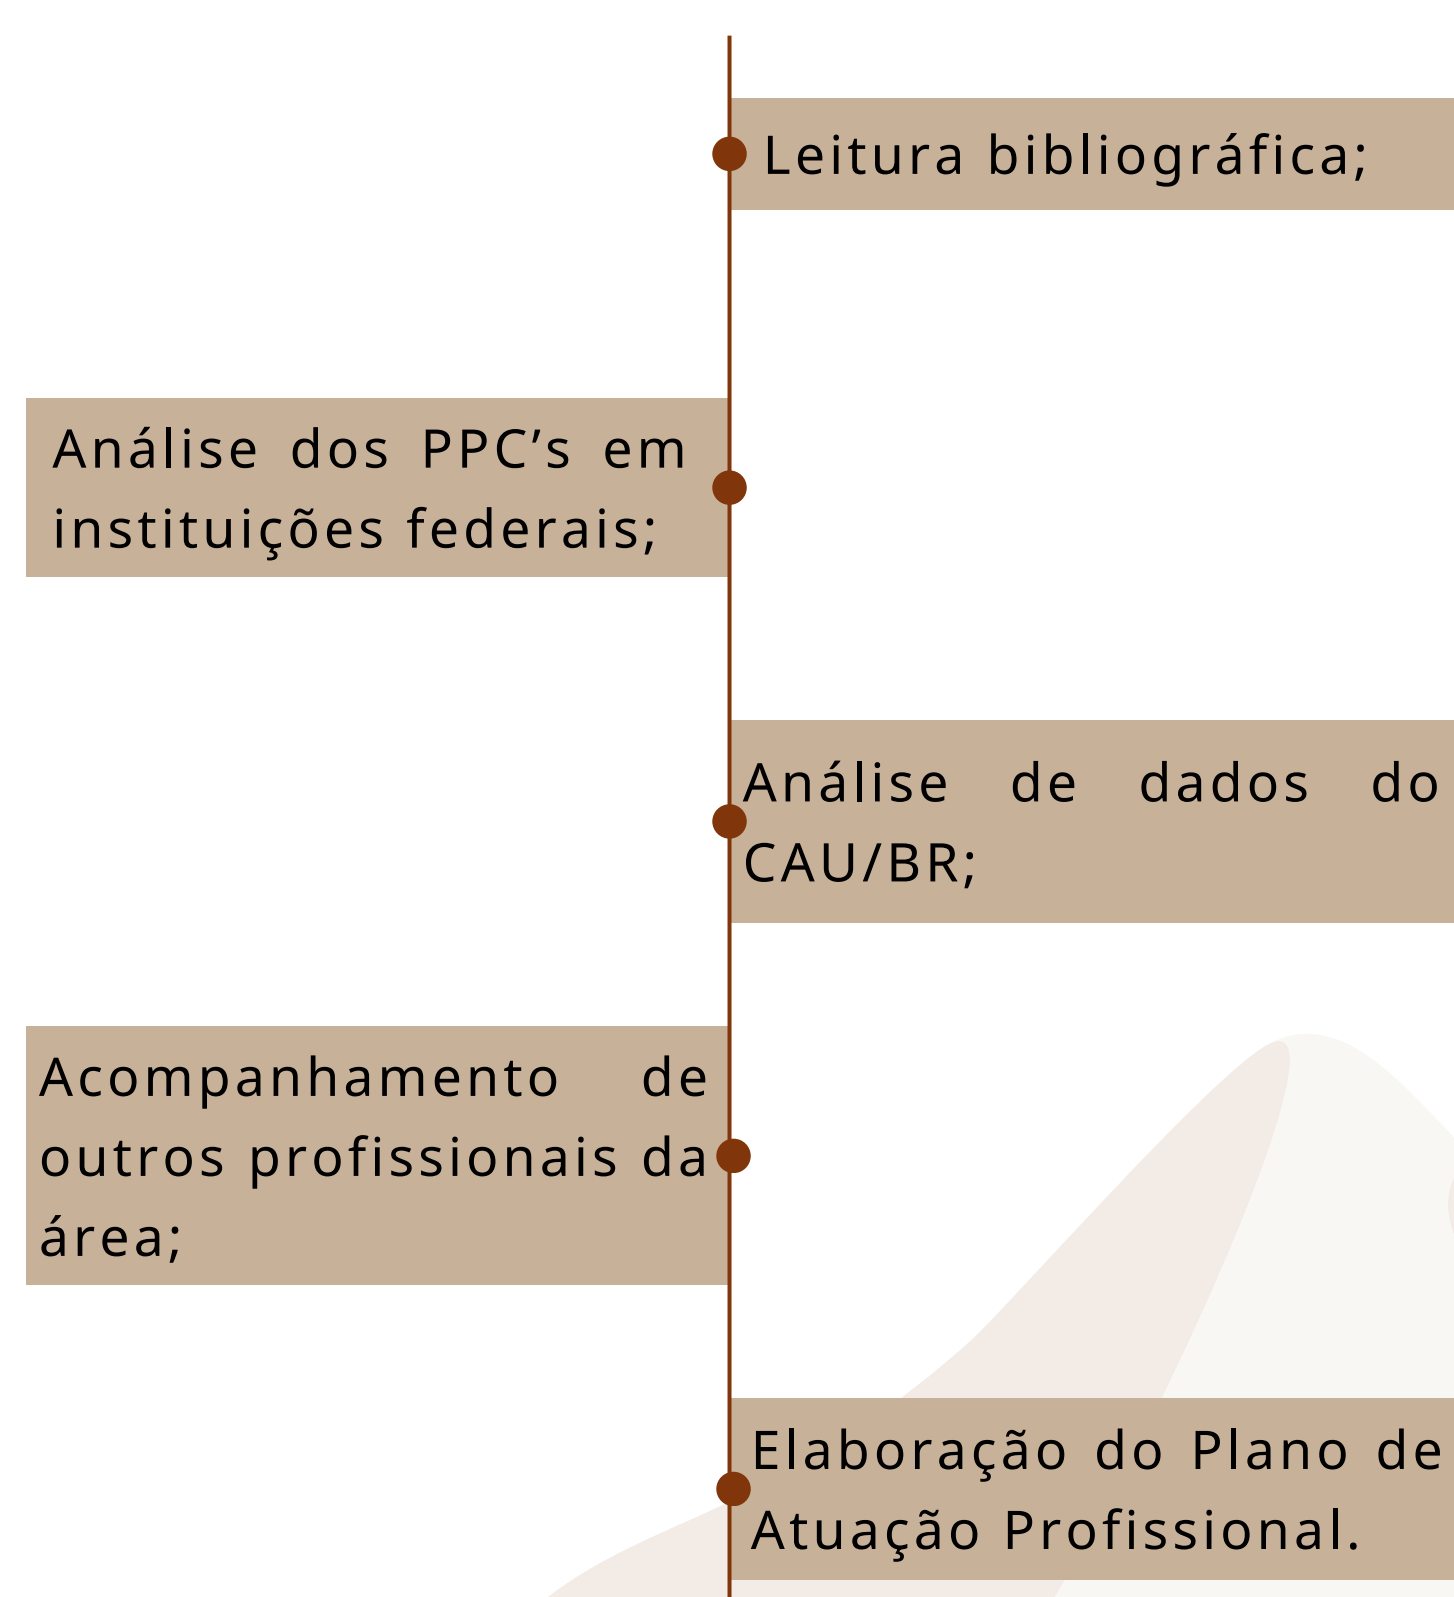 Leitura bibliográfica;
Análise dos PPC’s em
instituições federais;
Análise de dados do
CAU/BR;
Acompanhamento de
outros profissionais da
área;
Elaboração do Plano de
Atuação Profissional.